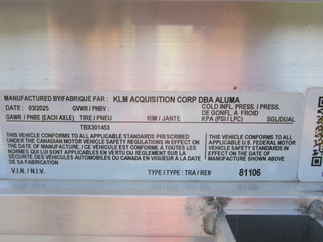 MANUFACTURED BY/FABRIQUE PAR : KLM ACQUISITION CORP DBA ALUMA
DATE : 03/2025 GVWR / PNBV : COLD INFL. PRESS. / PRESS. DE GONFL. A FROID
GAWR / PNBE (EACH AXLE) TIRE / PNEU RIM / JANTE KPA (PSI / LPC) SGL/DUAL
TBX301453
THIS VEHICLE CONFORMS TO ALL APPLICABLE STANDARDS PRESCRIBED
UNDER THE CANADIAN MOTOR VEHICLE SAFETY REGULATIONS IN EFFECT ON
THE DATE OF MANUFACTURE / CE VEHICULE EST CONFORME A TOUTES LES
NORMES QUI LUI SONT APPLICABLES EN VERTU DU REGLEMENT SUR LA
SECURITE DES VEHICULES AUTOMOBILES DU CANADA EN VIGUEUR A LA DATE
DE SA FABRICATION
THIS VEHICLE CONFORMS TO ALL
APPLICABLE U.S. FEDERAL MOTOR
VEHICLE SAFETY STANDARDS IN
EFFECT ON THE DATE OF
MANUFACTURE SHOWN ABOVE
V.I.N. / N.I.V. TYPE / TYPE : TRA / REM 81106